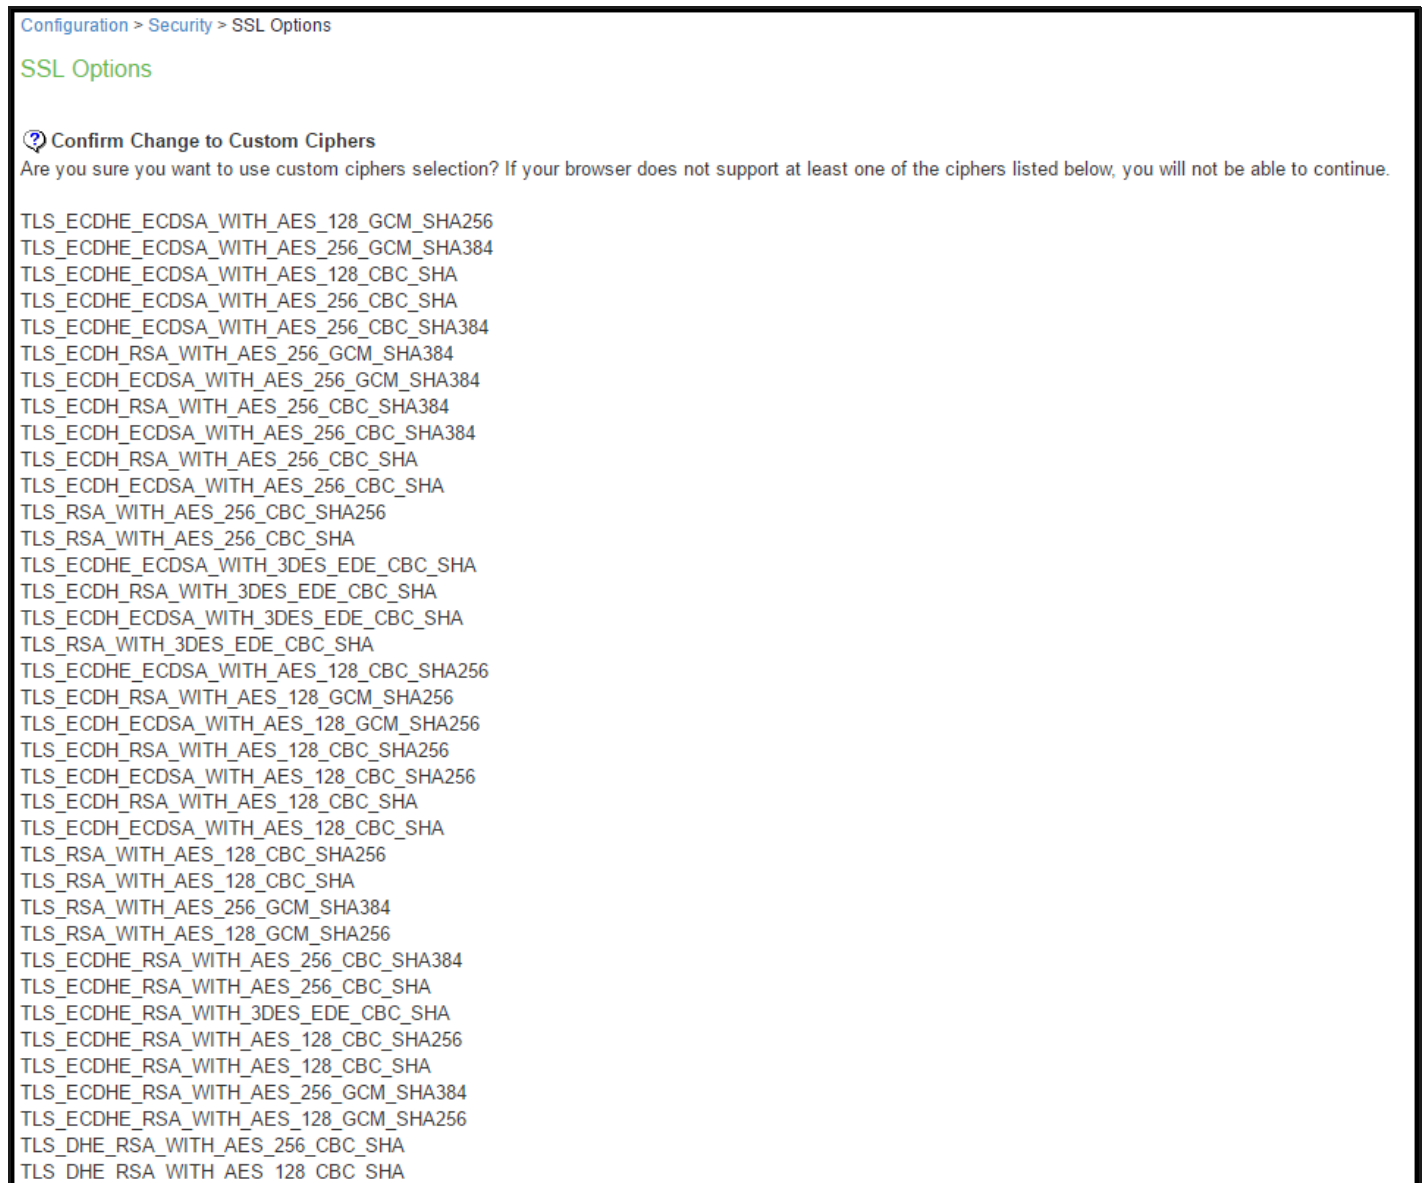 Configuration > Security > SSL Options
SSL Options
Confirm Change to Custom Ciphers
Are you sure you want to use custom ciphers selection? If your browser does not support at least one of the ciphers listed below, you will not be able to continue.
TLS_ECDHE_ECDSA_WITH_AES_128_GCM_SHA256
TLS_ECDHE_ECDSA_WITH_AES_256_GCM_SHA384
TLS_ECDHE_ECDSA_WITH_AES_128_CBC_SHA
TLS_ECDHE_ECDSA_WITH_AES_256_CBC_SHA
TLS_ECDHE_ECDSA_WITH_AES_256_CBC_SHA384
TLS_ECDH_RSA_WITH_AES_256_GCM_SHA384
TLS_ECDH_ECDSA_WITH_AES_256_GCM_SHA384
TLS_ECDH_RSA_WITH_AES_256_CBC_SHA384
TLS_ECDH_ECDSA_WITH_AES_256_CBC_SHA384
TLS_ECDH_RSA_WITH_AES_256_CBC_SHA
TLS_ECDH_ECDSA_WITH_AES_256_CBC_SHA
TLS_RSA_WITH_AES_256_CBC_SHA256
TLS_RSA_WITH_AES_256_CBC_SHA
TLS_ECDHE_ECDSA_WITH_3DES_EDE_CBC_SHA
TLS_ECDH_RSA_WITH_3DES_EDE_CBC_SHA
TLS_ECDH_ECDSA_WITH_3DES_EDE_CBC_SHA
TLS_RSA_WITH_3DES_EDE_CBC_SHA
TLS_ECDHE_ECDSA_WITH_AES_128_CBC_SHA256
TLS_ECDH_RSA_WITH_AES_128_GCM_SHA256
TLS_ECDH_ECDSA_WITH_AES_128_GCM_SHA256
TLS_ECDH_RSA_WITH_AES_128_CBC_SHA256
TLS_ECDH_ECDSA_WITH_AES_128_CBC_SHA256
TLS_ECDH_RSA_WITH_AES_128_CBC_SHA
TLS_ECDH_ECDSA_WITH_AES_128_CBC_SHA
TLS_RSA_WITH_AES_128_CBC_SHA256
TLS_RSA_WITH_AES_128_CBC_SHA
TLS_RSA_WITH_AES_256_GCM_SHA384
TLS_RSA_WITH_AES_128_GCM_SHA256
TLS_ECDHE_RSA_WITH_AES_256_CBC_SHA384
TLS_ECDHE_RSA_WITH_AES_256_CBC_SHA
TLS_ECDHE_RSA_WITH_3DES_EDE_CBC_SHA
TLS_ECDHE_RSA_WITH_AES_128_CBC_SHA256
TLS_ECDHE_RSA_WITH_AES_128_CBC_SHA
TLS_ECDHE_RSA_WITH_AES_256_GCM_SHA384
TLS_ECDHE_RSA_WITH_AES_128_GCM_SHA256
TLS_DHE_RSA_WITH_AES_256_CBC_SHA
TLS_DHE_RSA_WITH_AES_128_CBC_SHA